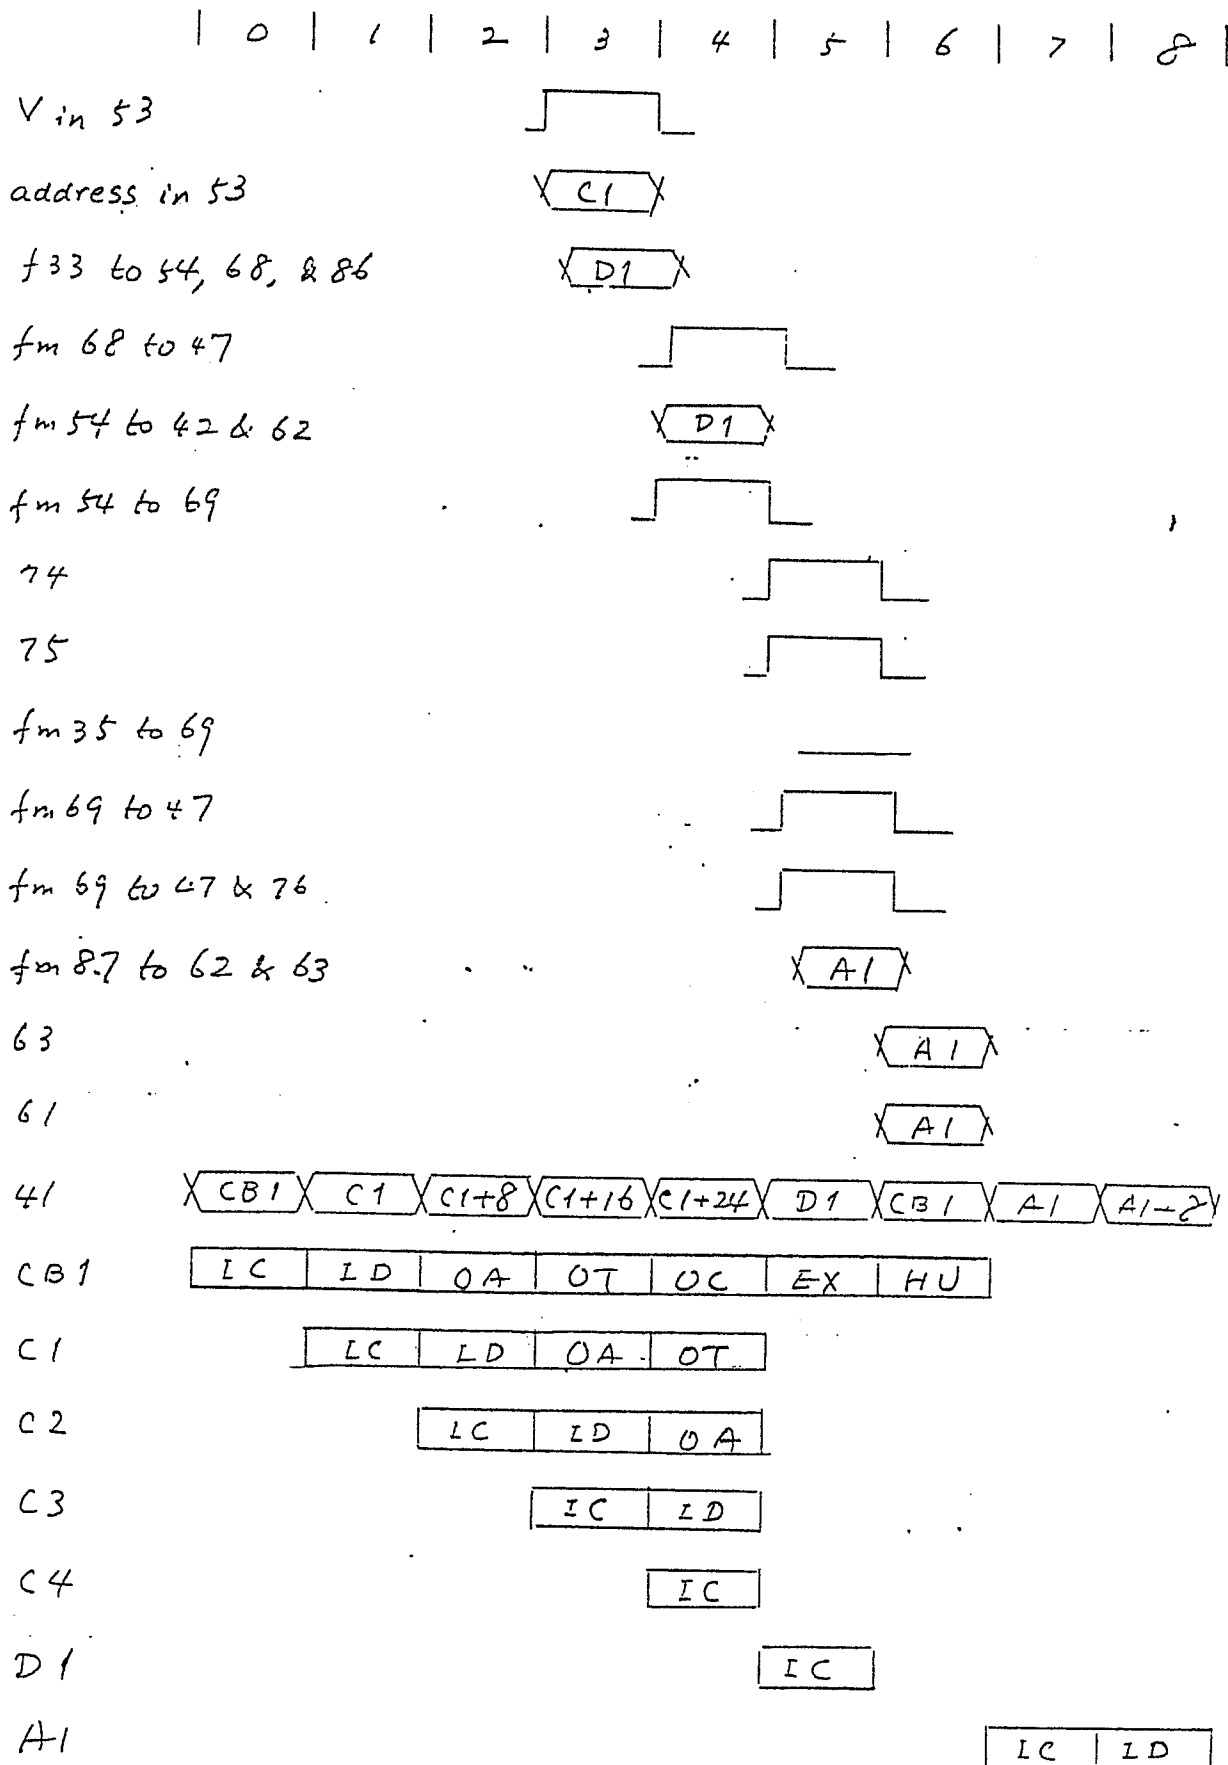 | 0 | 1 | 2 | 3 | 4 | 5 | 6 | 7 | 8 |
V in 53
address in 53 C1
f33 to 54, 68, & 86 D1
fm 68 to 47
fm 54 to 42 & 62 D1
fm 54 to 69
74
75
fm 35 to 69
fm 69 to 47
fm 69 to 47 & 76
fm 87 to 62 & 63 A1
63 A1
61 A1
41 CB1 C1 C1+8 C1+16 C1+24 D1 CB1 A1
CB1 IC ID OA OT OC EX HU
C1 IC ID OA OT
C2 IC ID OA
C3 IC ID
C4 IC
D1 IC
A1 IC ID